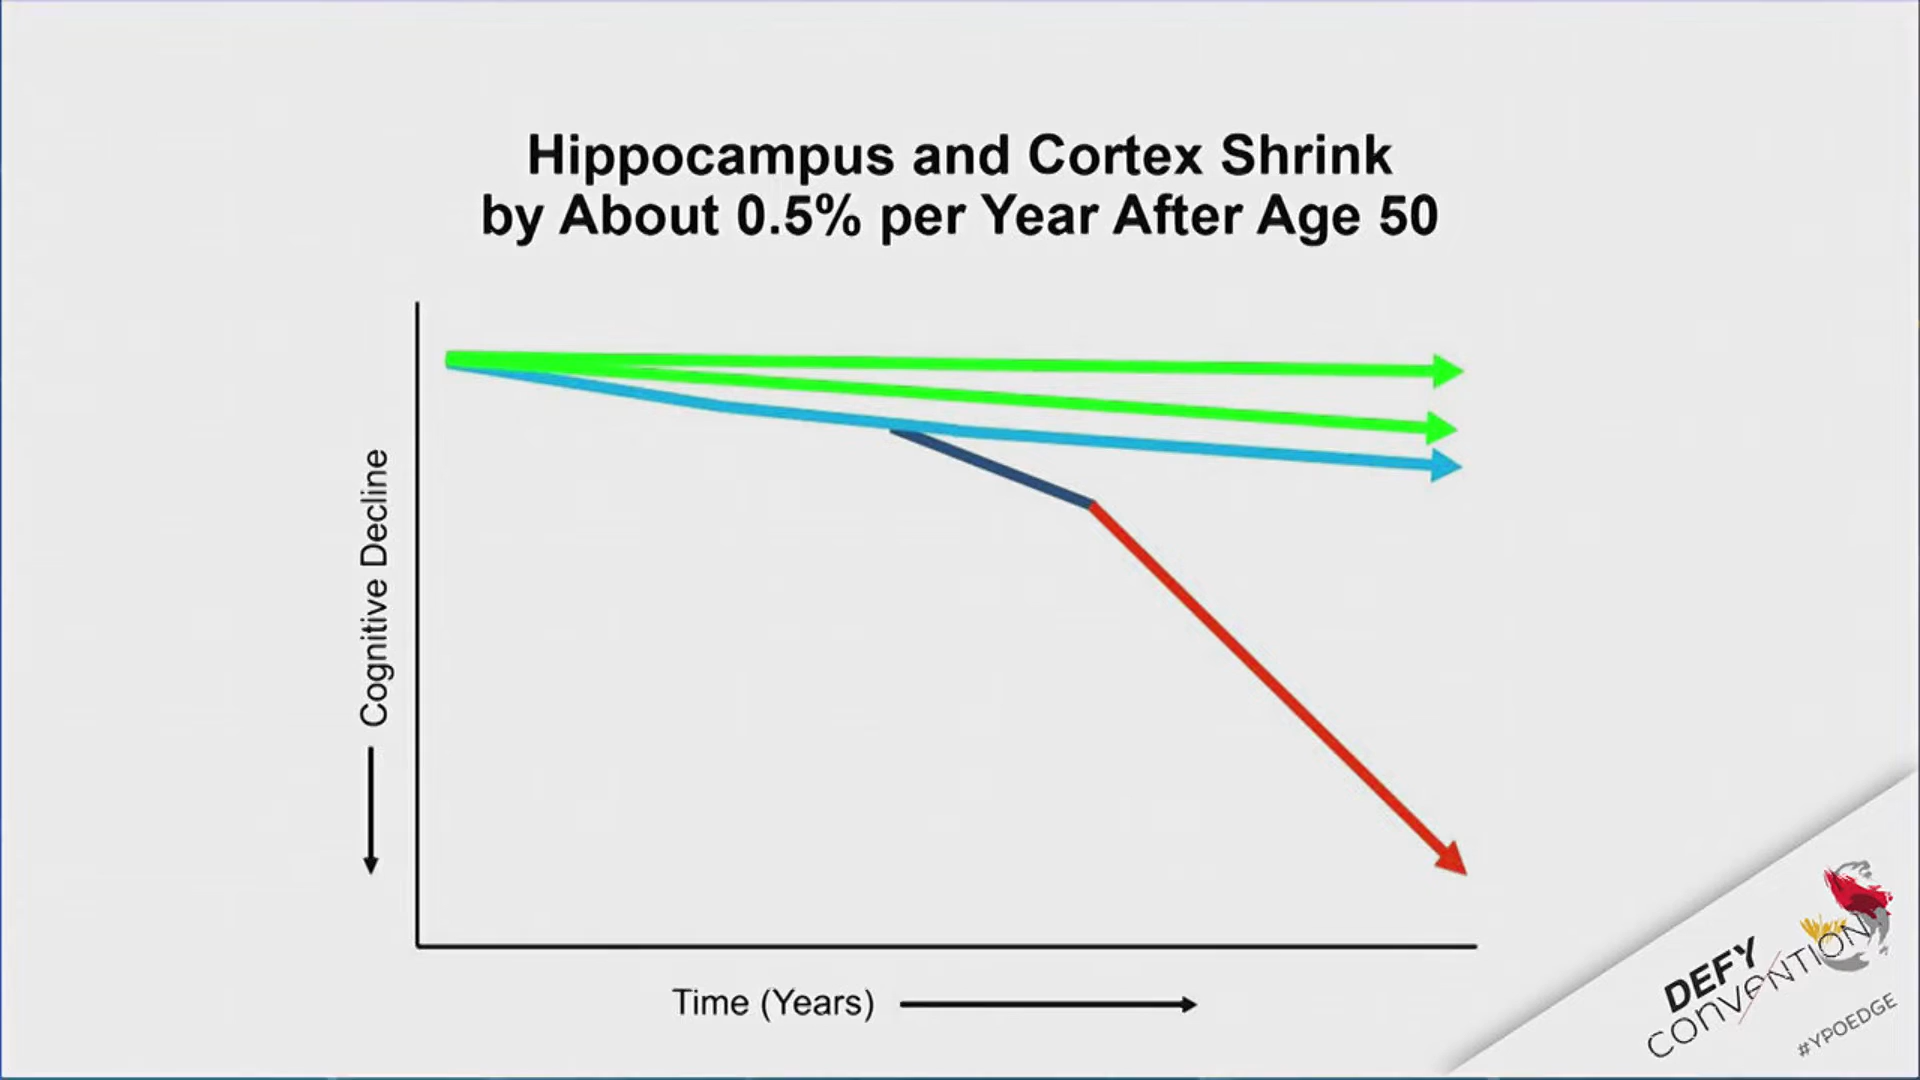 Hippocampus and Cortex Shrink
by About 0.5% per Year After Age 50
Cognitive Decline
Time (Years)
DEFY
CONVENTION
#YPOEDGE